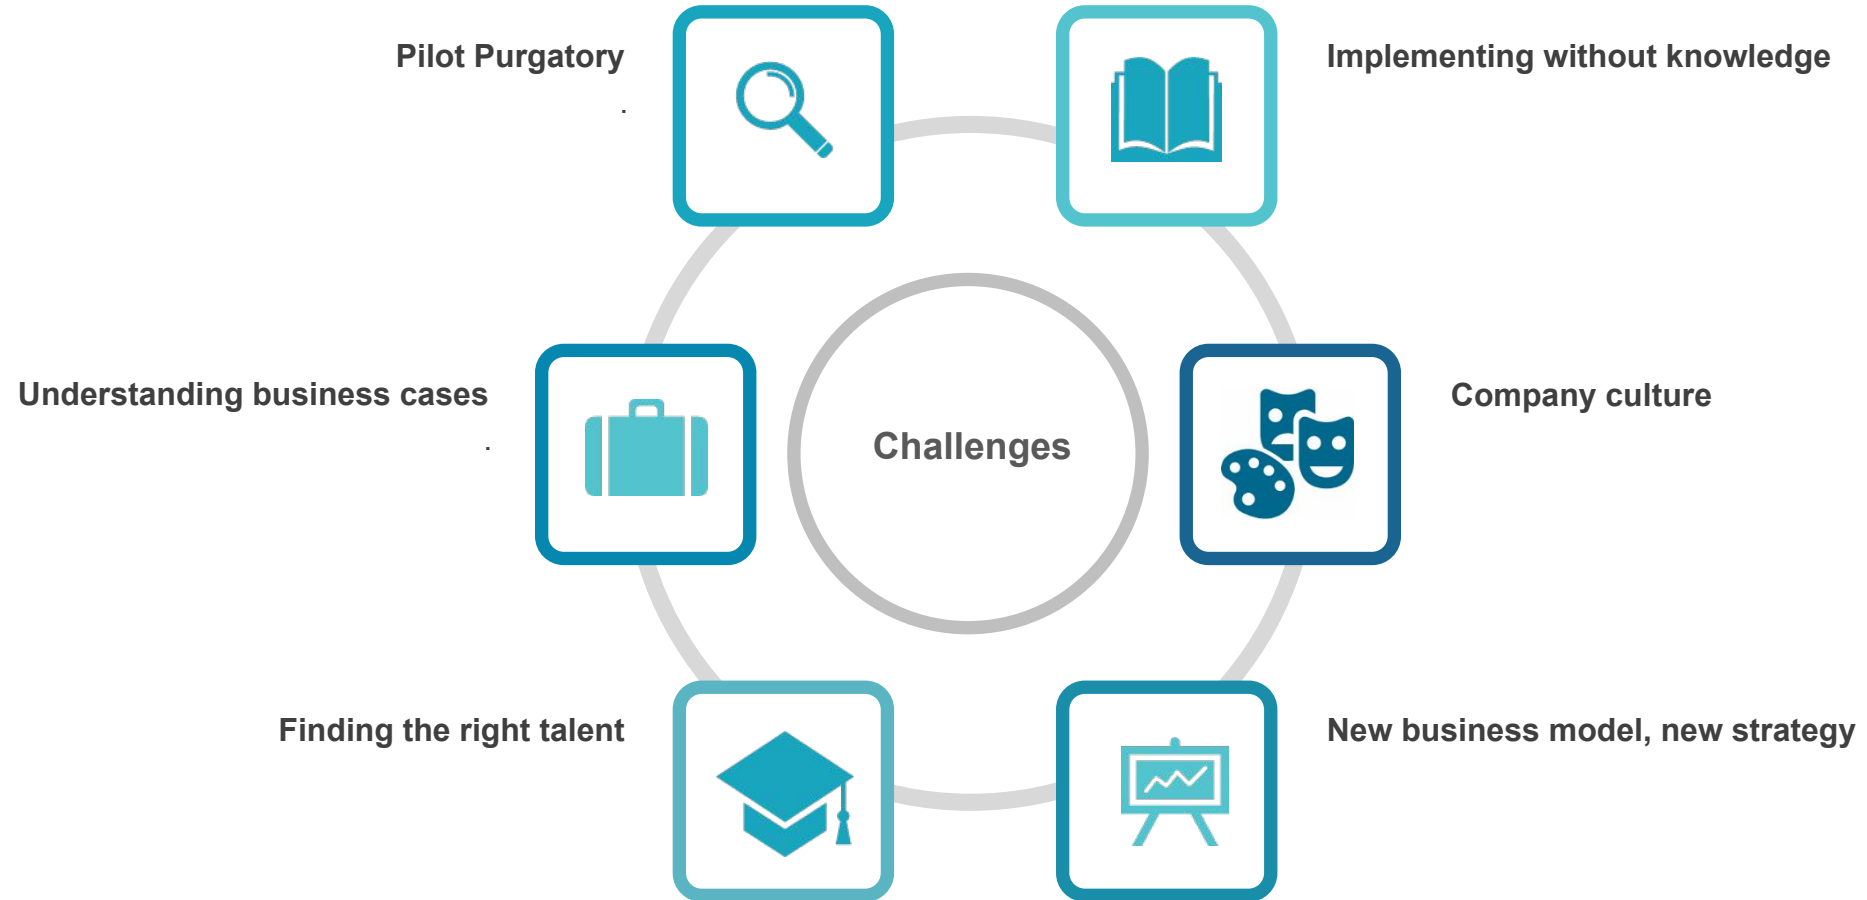 Pilot Purgatory
.
Implementing without knowledge
Understanding business cases
.
Challenges
Company culture
Finding the right talent
New business model, new strategy